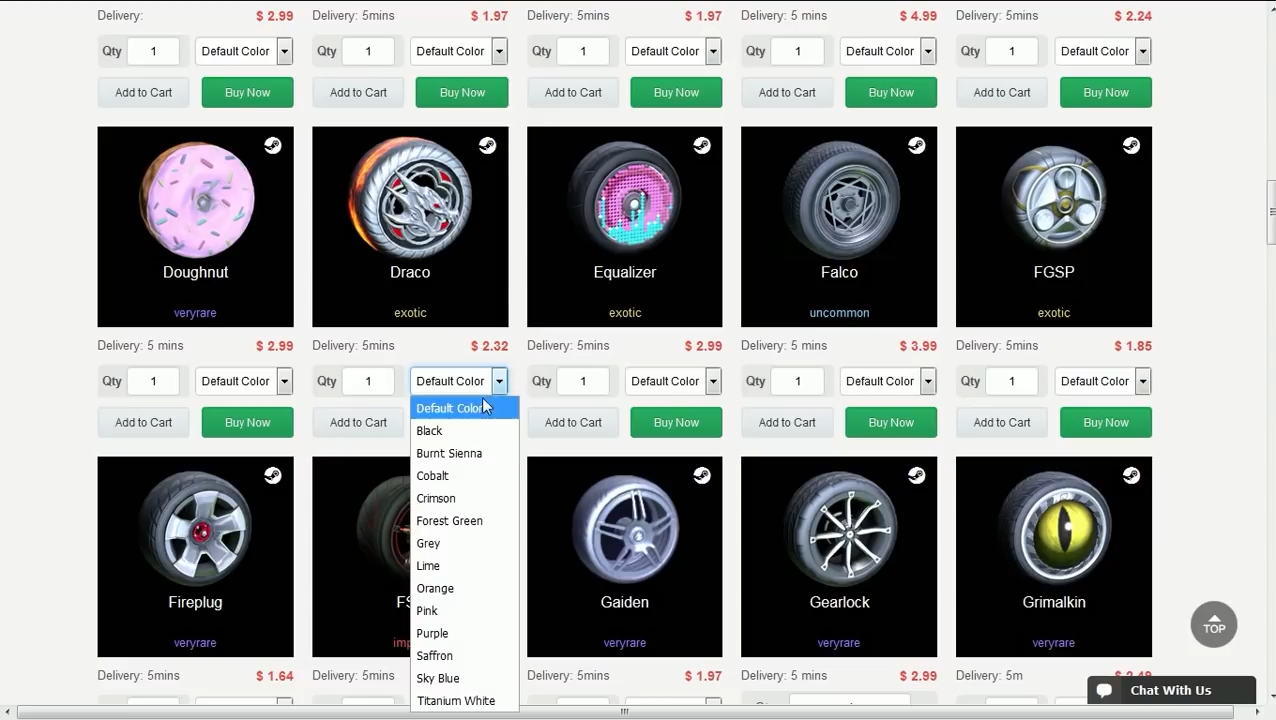 Delivery: $ 2.99 Delivery: 5mins $ 1.97 Delivery: 5mins $ 1.97 Delivery: 5 mins $ 4.99 Delivery: 5mins $ 2.24
Qty 1 Default Color Qty 1 Default Color Qty 1 Default Color Qty 1 Default Color Qty 1 Default Color
Add to Cart Buy Now Add to Cart Buy Now Add to Cart Buy Now Add to Cart Buy Now Add to Cart Buy Now
Doughnut Draco Equalizer Falco FGSP
veryrare exotic exotic uncommon exotic
Delivery: 5 mins $ 2.99 Delivery: 5mins $ 2.32 Delivery: 5mins $ 2.99 Delivery: 5 mins $ 3.99 Delivery: 5mins $ 1.85
Qty 1 Default Color Qty 1 Default Color Qty 1 Default Color Qty 1 Default Color Qty 1 Default Color
Add to Cart Buy Now Add to Cart Add to Cart Buy Now Add to Cart Buy Now Add to Cart Buy Now
Default Color
Black
Burnt Sienna
Cobalt
Crimson
Forest Green
Grey
Lime
Orange
Pink
Purple
Saffron
Sky Blue
Titanium White
Fireplug Gaiden Gearlock Grimalkin
veryrare veryrare veryrare veryrare
Delivery: 5mins $ 1.64 Delivery: 5mins $ 1.97 Delivery: 5mins $ 2.99 Delivery: 5m
TOP
Chat With Us